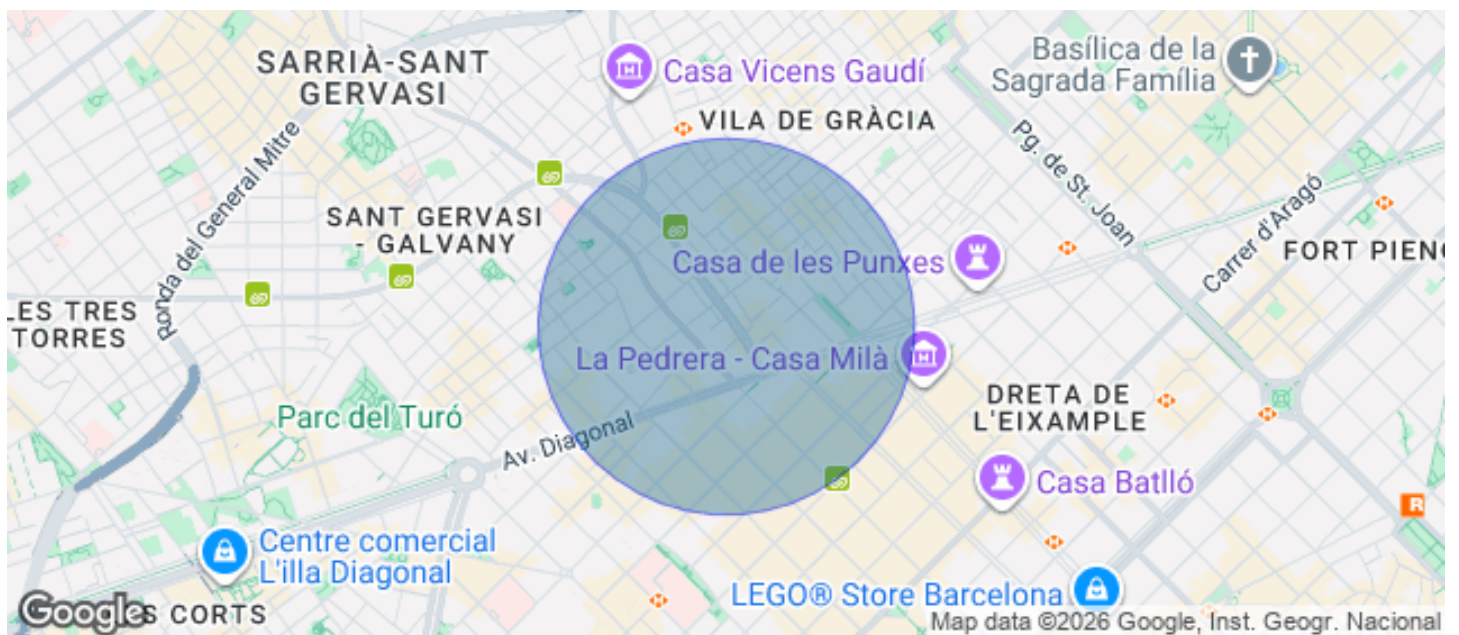 SARRIÀ-SANT
GERVASI
Casa Vicens Gaudí
Basílica de la
Sagrada Família
VILA DE GRÀCIA
Ronda del General Mitre
Pg. de St. Joan
SANT GERVASI
- GALVANY
Casa de les Punxes
Carrer d'Aragó
FORT PIENC
LES TRES
TORRES
La Pedrera - Casa Milà
Parc del Turó
Av. Diagonal
DRETA DE
L'EIXAMPLE
Casa Batlló
R
Centre comercial
L'illa Diagonal
LEGO® Store Barcelona
Google
S CORTS
Map data ©2026 Google, Inst. Geogr. Nacional